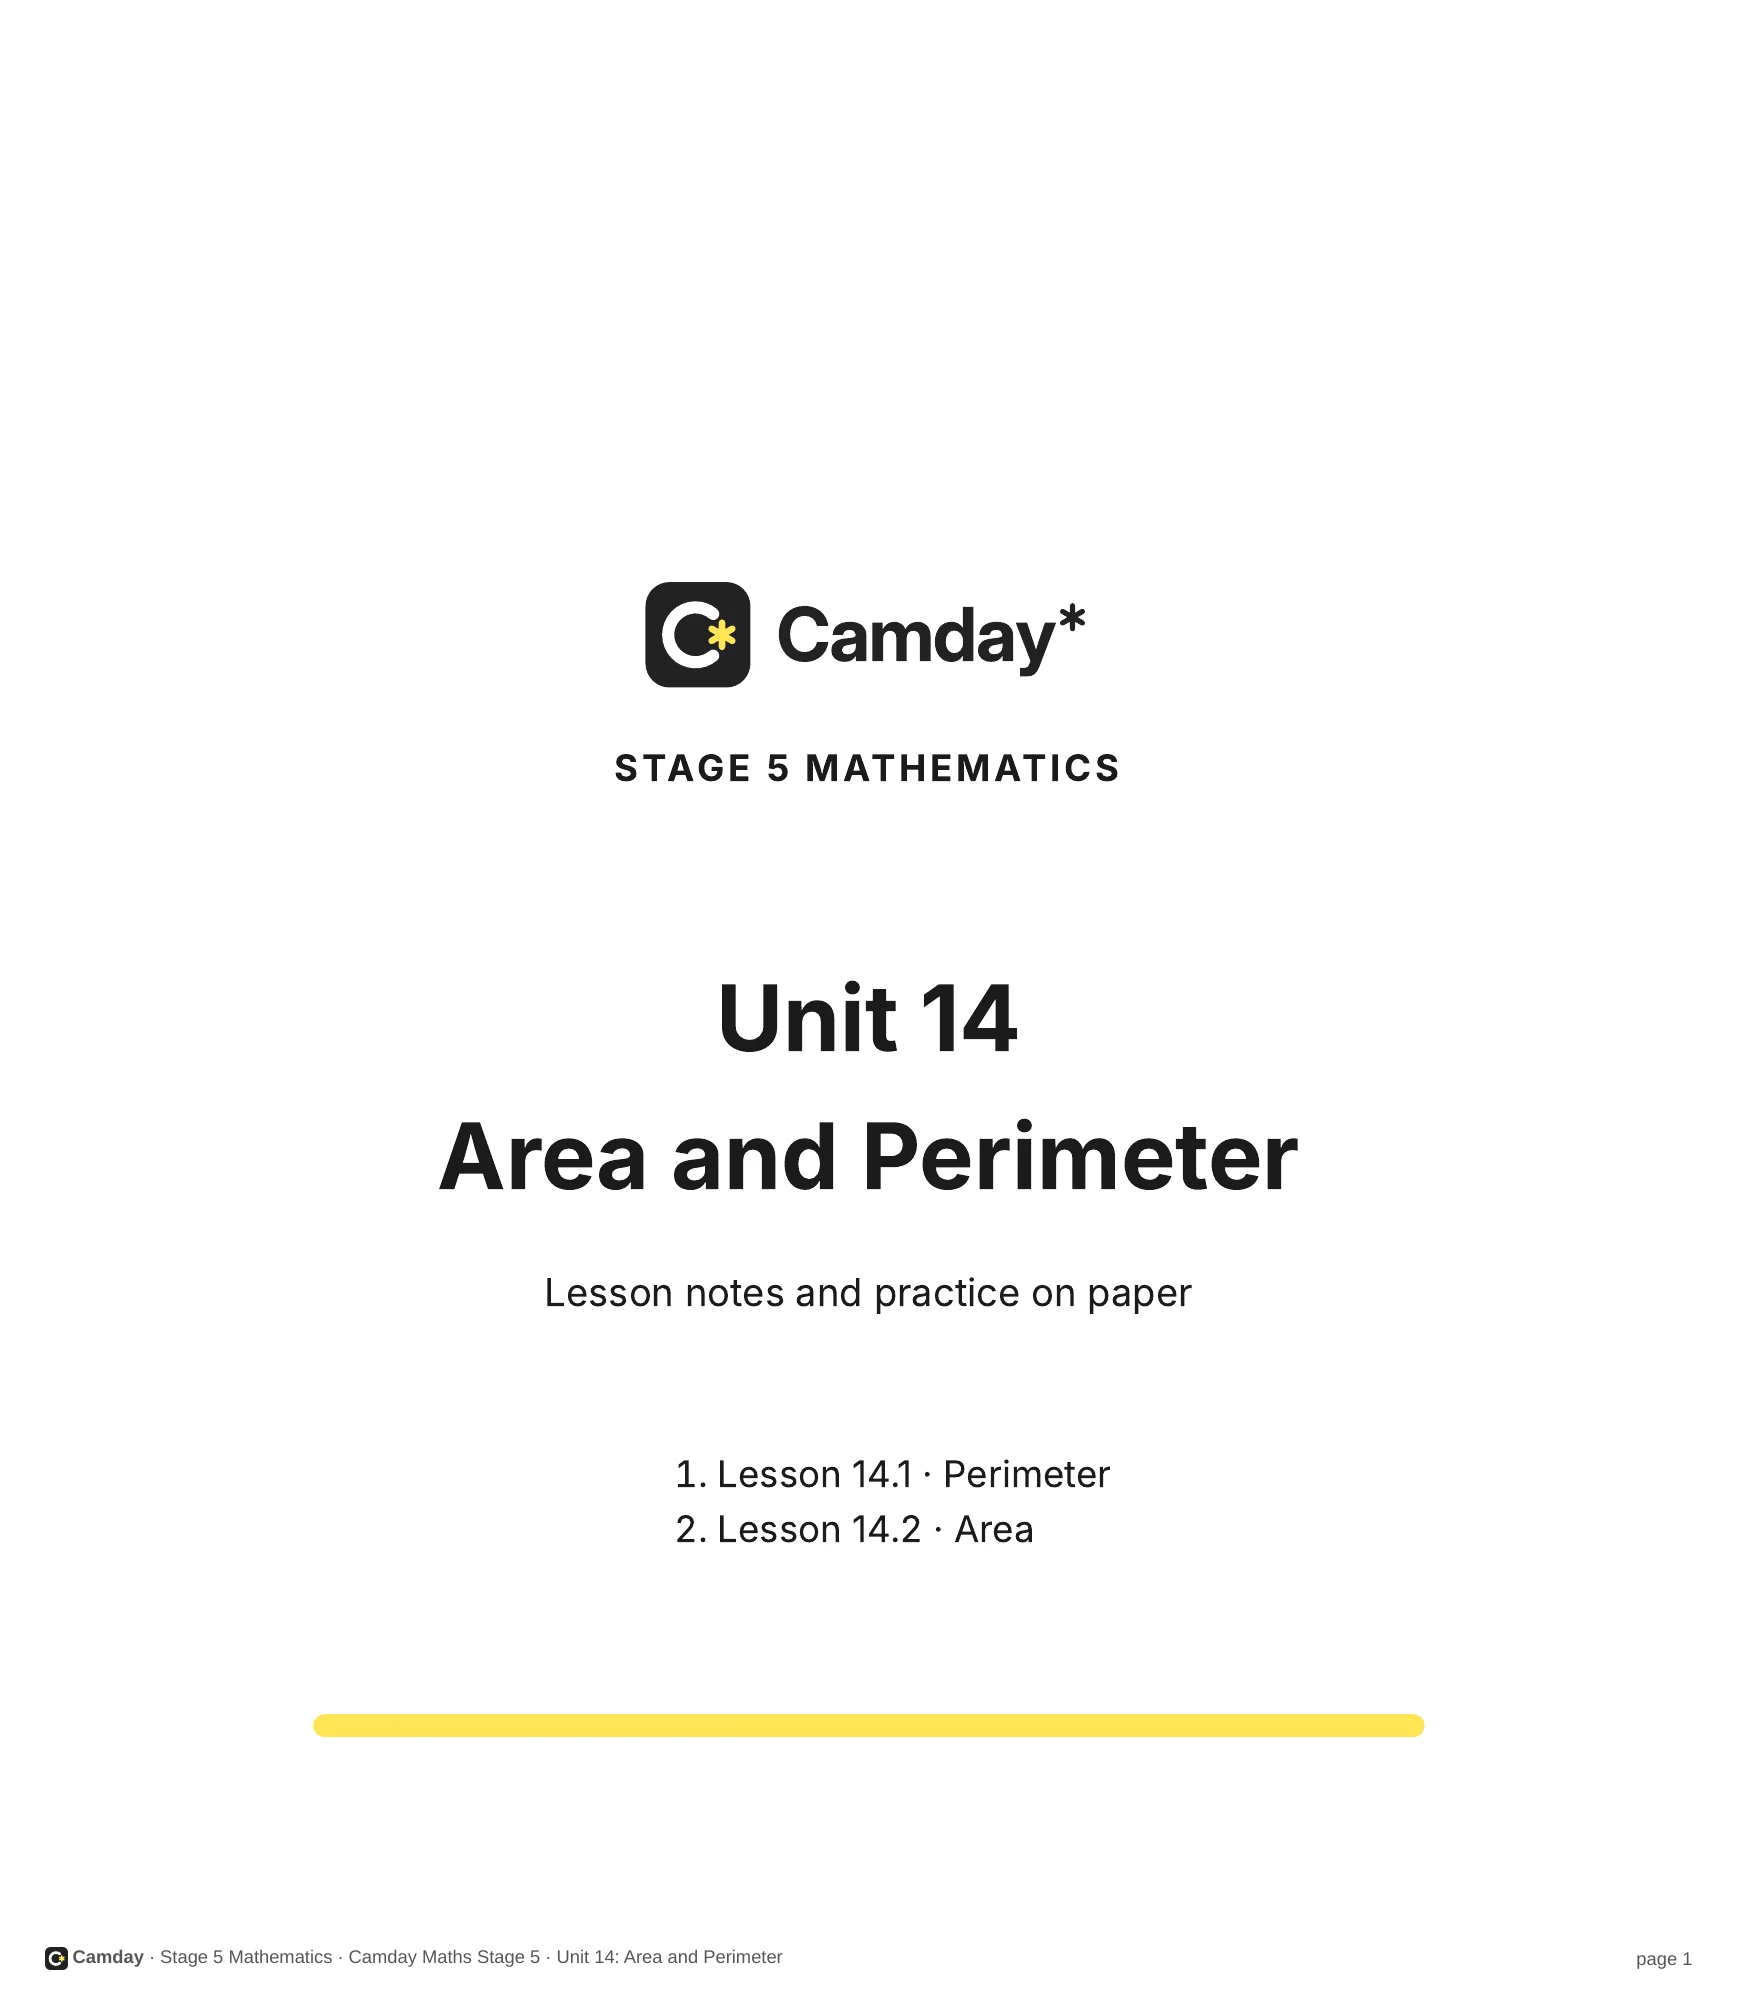 Camday*
STAGE 5 MATHEMATICS
Unit 14
Area and Perimeter
Lesson notes and practice on paper
1. Lesson 14.1 · Perimeter
2. Lesson 14.2 · Area
C* Camday · Stage 5 Mathematics · Camday Maths Stage 5 · Unit 14: Area and Perimeter
page 1